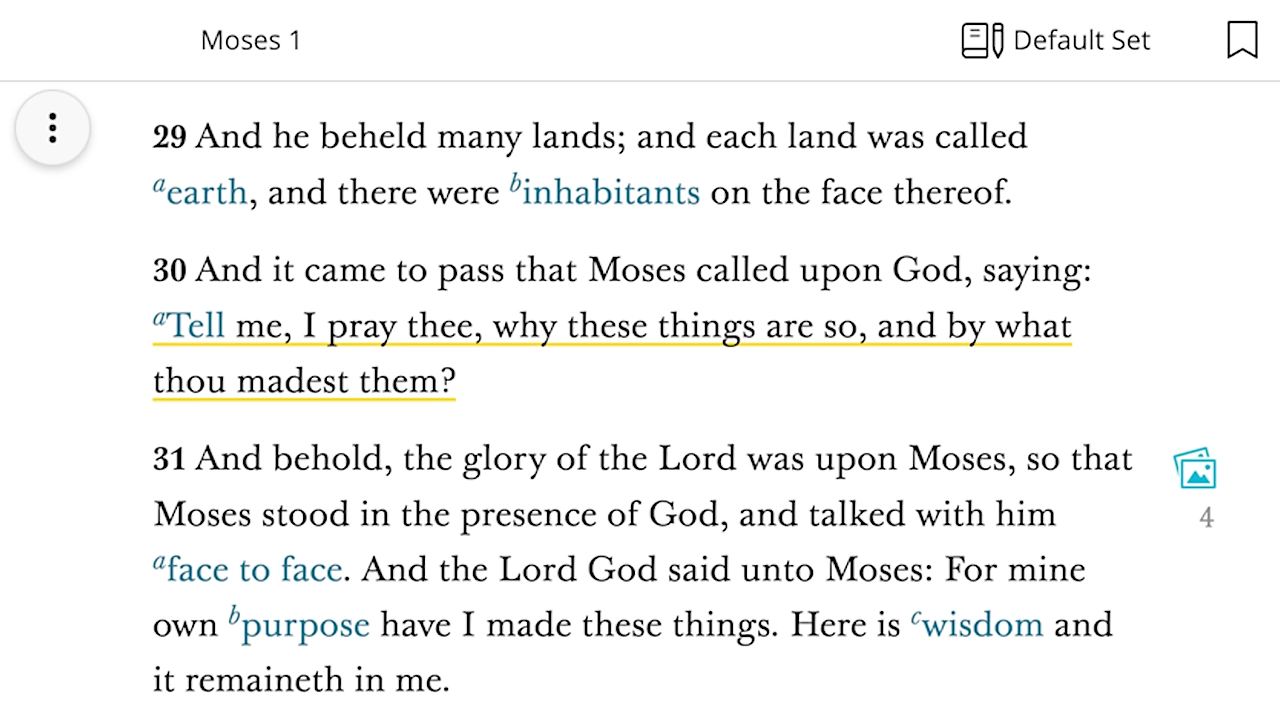 Moses 1
Default Set
29 And he beheld many lands; and each land was called
aearth, and there were binhabitants on the face thereof.
30 And it came to pass that Moses called upon God, saying:
aTell me, I pray thee, why these things are so, and by what
thou madest them?
31 And behold, the glory of the Lord was upon Moses, so that
Moses stood in the presence of God, and talked with him
aface to face. And the Lord God said unto Moses: For mine
own bpurpose have I made these things. Here is cwisdom and
it remaineth in me.
4